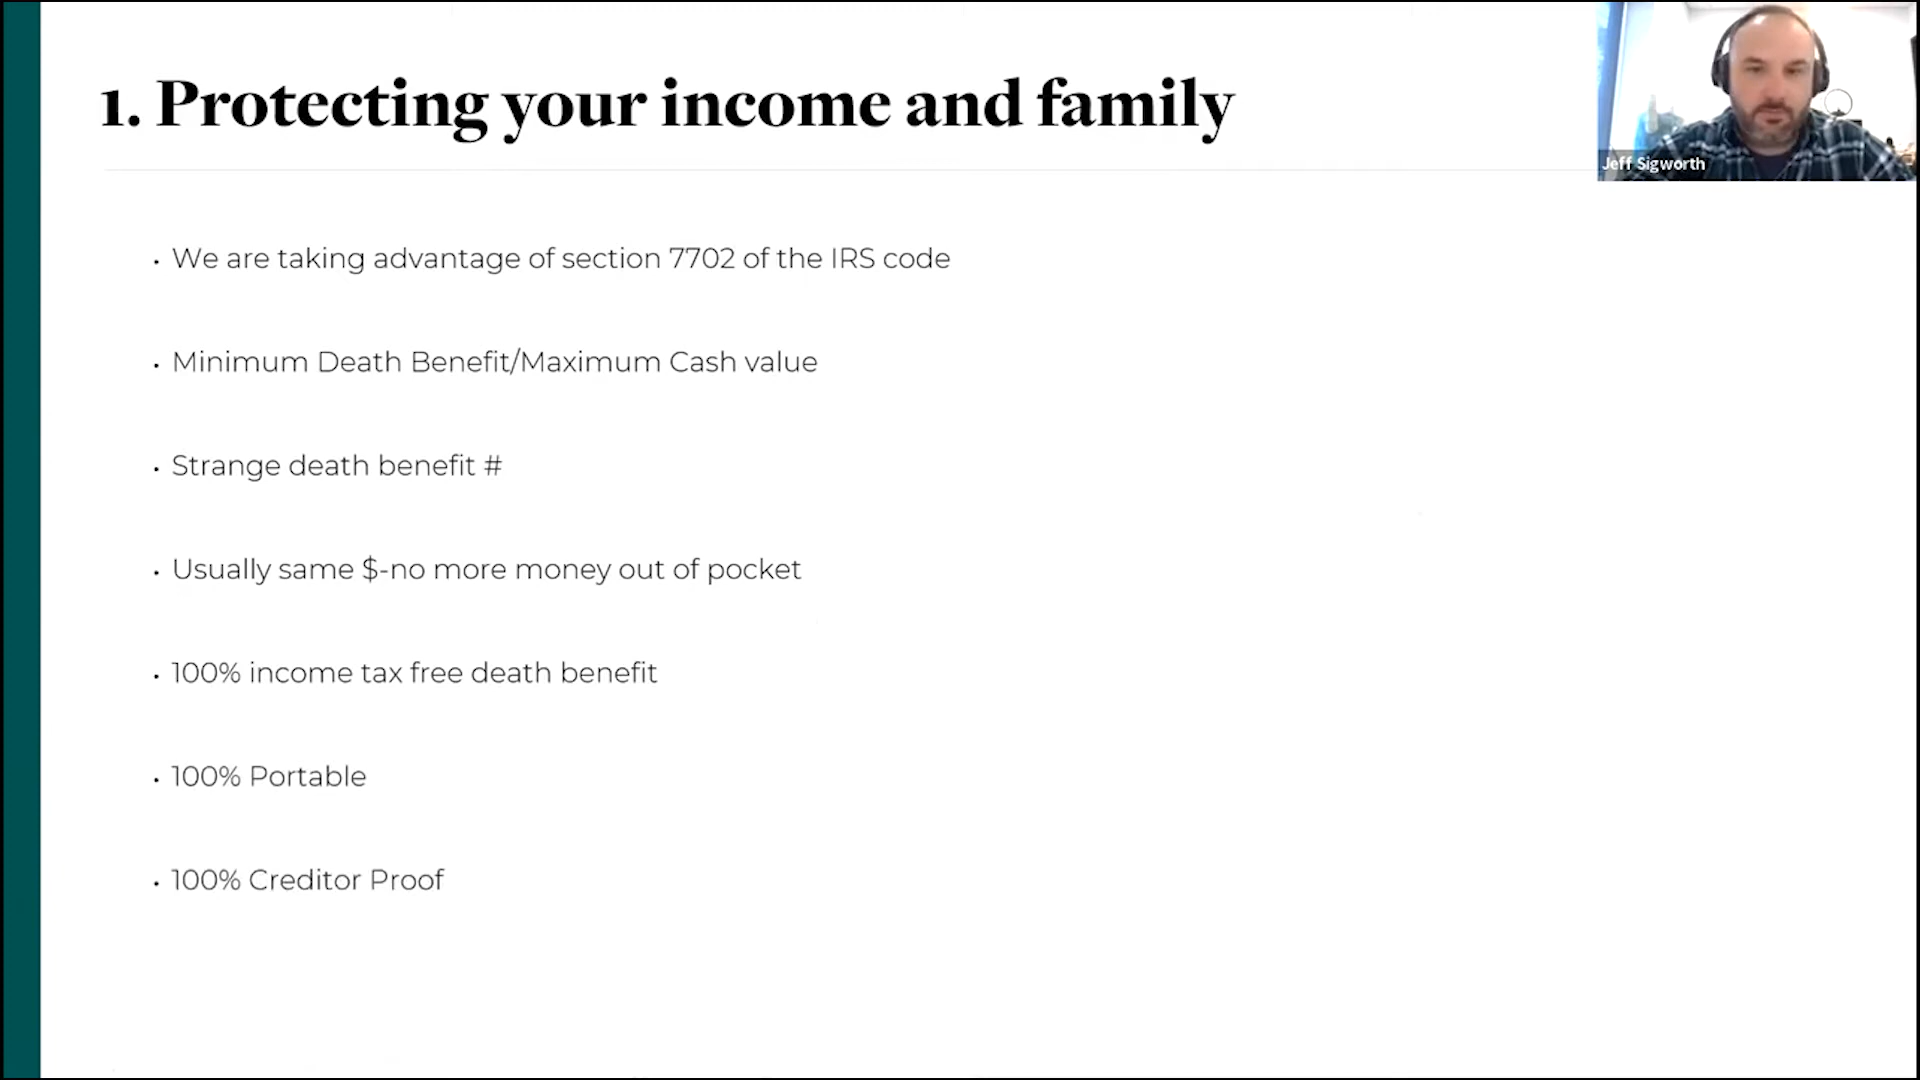 1. Protecting your income and family
Jeff Sigworth
• We are taking advantage of section 7702 of the IRS code
• Minimum Death Benefit/Maximum Cash value
• Strange death benefit #
• Usually same $-no more money out of pocket
• 100% income tax free death benefit
• 100% Portable
• 100% Creditor Proof